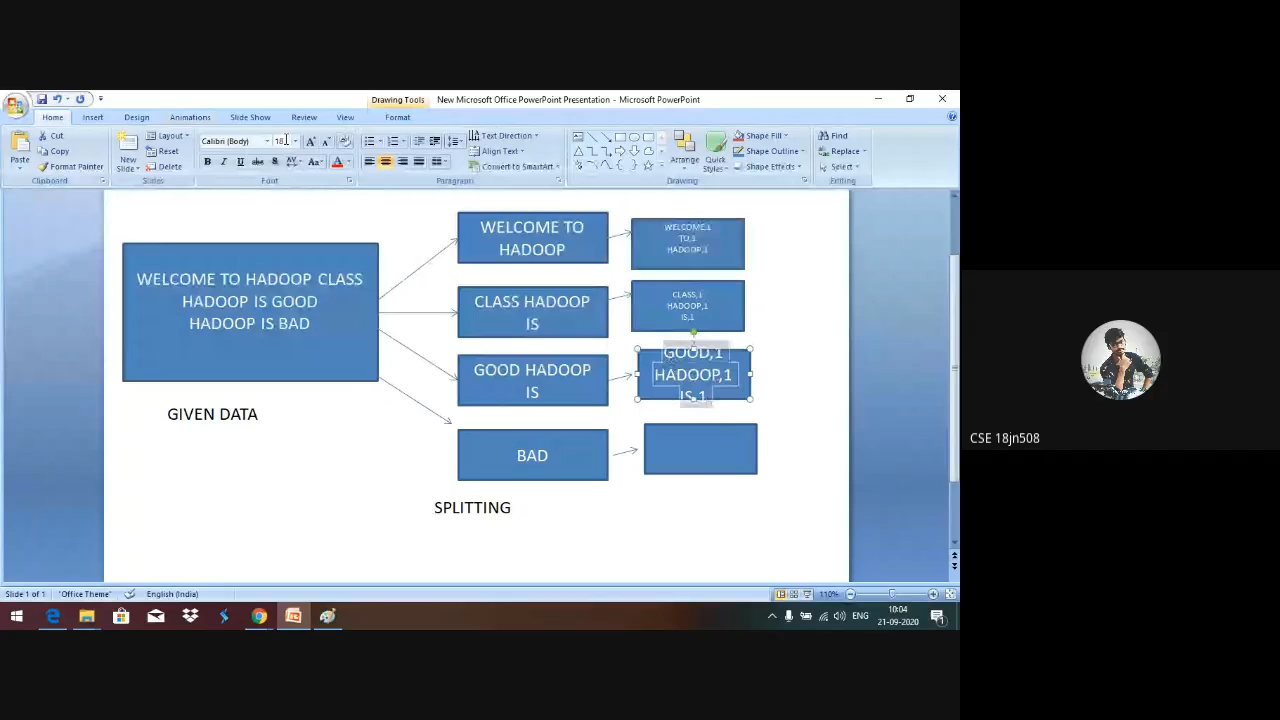 Drawing Tools
New Microsoft Office PowerPoint Presentation - Microsoft PowerPoint
Home Insert Design Animations Slide Show Review View Format
Paste
Cut
Copy
Format Painter
Clipboard
New Slide
Layout
Reset
Delete
Slides
Calibri (Body) 18
B I U abc S AV Aa A
Font
Paragraph
Text Direction
Align Text
Convert to SmartArt
Arrange
Quick Styles
Shape Fill
Shape Outline
Shape Effects
Drawing
Find
Replace
Select
Editing
WELCOME TO HADOOP CLASS
HADOOP IS GOOD
HADOOP IS BAD
GIVEN DATA
WELCOME TO
HADOOP
CLASS HADOOP
IS
GOOD HADOOP
IS
BAD
SPLITTING
WELCOME,1
TO,1
HADOOP,1
CLASS,1
HADOOP,1
IS,1
GOOD,1
HADOOP,1
IS,1
CSE 18jn508
Slide 1 of 1 "Office Theme" English (India) 110%
ENG
10:04
21-09-2020